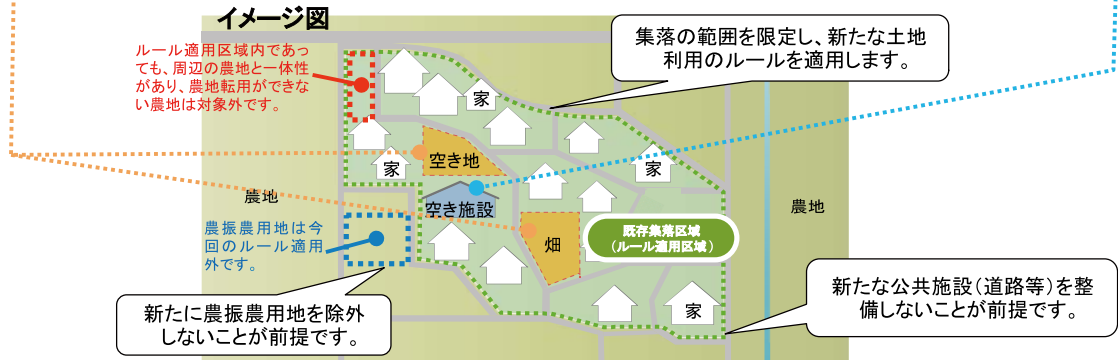 イメージ図
集落の範囲を限定し、新たな土地
利用のルールを適用します。
ルール適用区域内であっ
ても、周辺の農地と一体性
があり、農地転用ができな
い農地は対象外です。
家
空き地
家
家
農地
空き施設
農地
農振農用地は今
回のルール適用
外です。
畑
既存集落区域
（ルール適用区域）
新たに農振農用地を除外
しないことが前提です。
家
新たな公共施設（道路等）を整
備しないことが前提です。